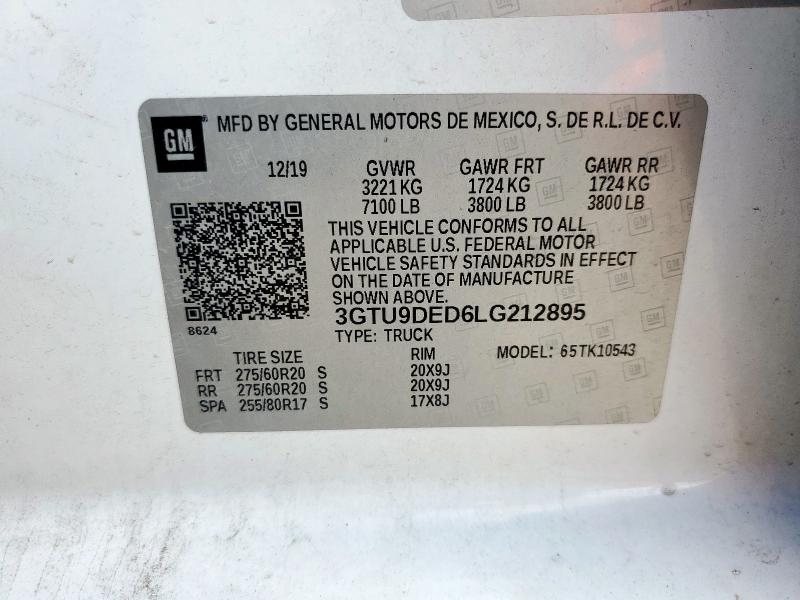 GM
MFD BY GENERAL MOTORS DE MEXICO, S. DE R.L. DE C.V.
12/19 GVWR GAWR FRT GAWR RR
3221 KG 1724 KG 1724 KG
7100 LB 3800 LB 3800 LB
THIS VEHICLE CONFORMS TO ALL
APPLICABLE U.S. FEDERAL MOTOR
VEHICLE SAFETY STANDARDS IN EFFECT
ON THE DATE OF MANUFACTURE
SHOWN ABOVE.
8624
3GTU9DED6LG212895
TYPE: TRUCK
TIRE SIZE RIM MODEL: 65TK10543
FRT 275/60R20 S 20X9J
RR 275/60R20 S 20X9J
SPA 255/80R17 S 17X8J